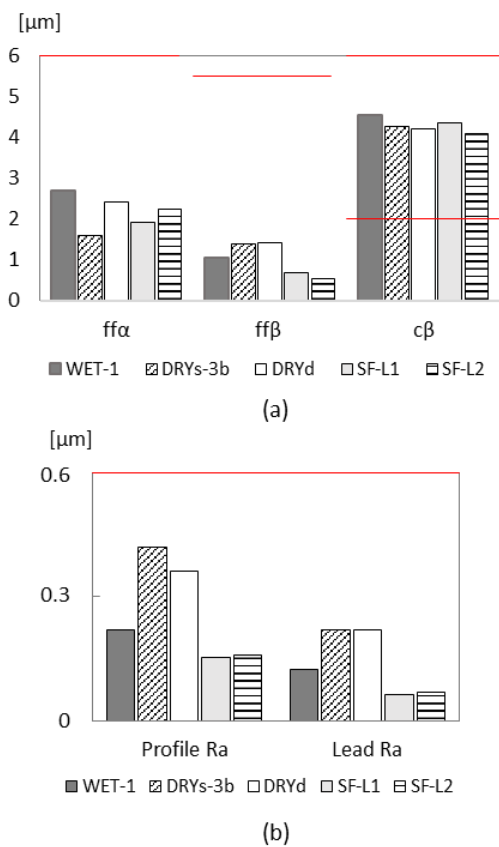 [µm]
6
5
4
3
2
1
0
ffα ffβ cβ
WET-1 DRYs-3b DRYd SF-L1 SF-L2
(a)
[µm]
0.6
0.3
0
Profile Ra Lead Ra
WET-1 DRYs-3b DRYd SF-L1 SF-L2
(b)